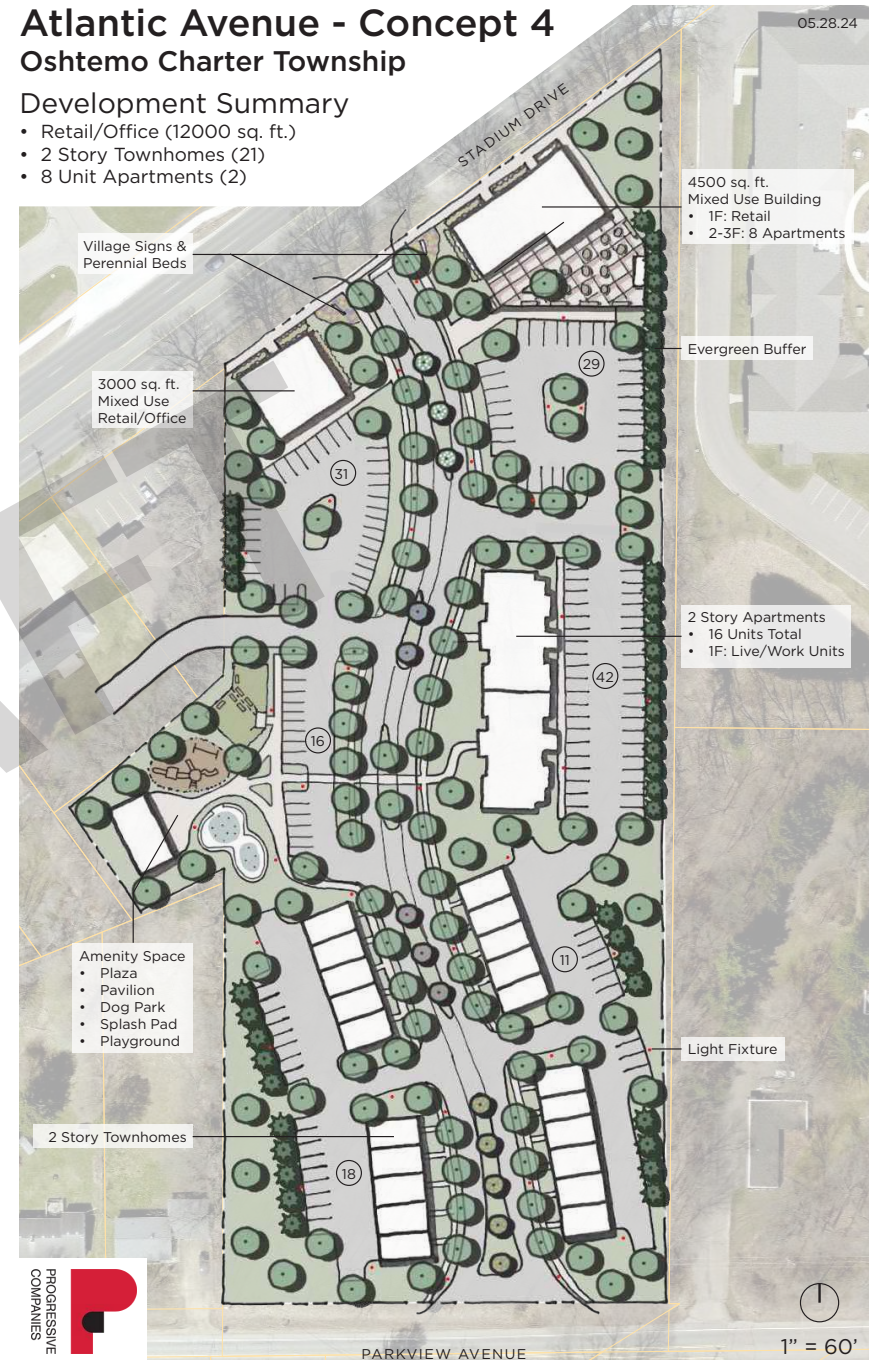 Atlantic Avenue - Concept 4
05.28.24
Oshtemo Charter Township
Development Summary
• Retail/Office (12000 sq. ft.)
• 2 Story Townhomes (21)
• 8 Unit Apartments (2)
STADIUM DRIVE
4500 sq. ft.
Mixed Use Building
• 1F: Retail
• 2-3F: 8 Apartments
Village Signs &
Perennial Beds
Evergreen Buffer
29
3000 sq. ft.
Mixed Use
Retail/Office
31
2 Story Apartments
• 16 Units Total
• 1F: Live/Work Units
42
16
Amenity Space
• Plaza
• Pavilion
• Dog Park
• Splash Pad
• Playground
11
Light Fixture
2 Story Townhomes
18
PROGRESSIVE
COMPANIES
PARKVIEW AVENUE
1” = 60’